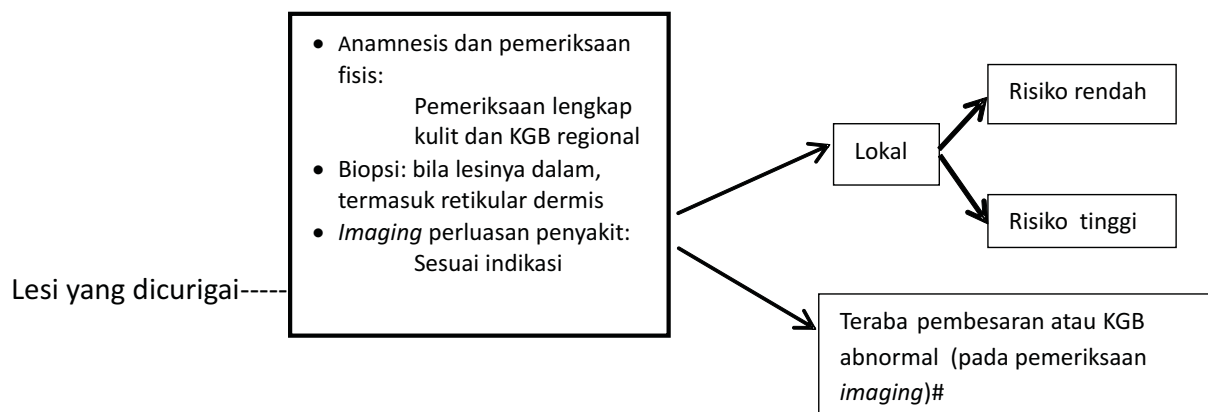 Lesi yang dicurigai-----
• Anamnesis dan pemeriksaan
fisis:
Pemeriksaan lengkap
kulit dan KGB regional
• Biopsi: bila lesinya dalam,
termasuk retikular dermis
• Imaging perluasan penyakit:
Sesuai indikasi
Lokal
Risiko rendah
Risiko tinggi
Teraba pembesaran atau KGB
abnormal (pada pemeriksaan
imaging)#